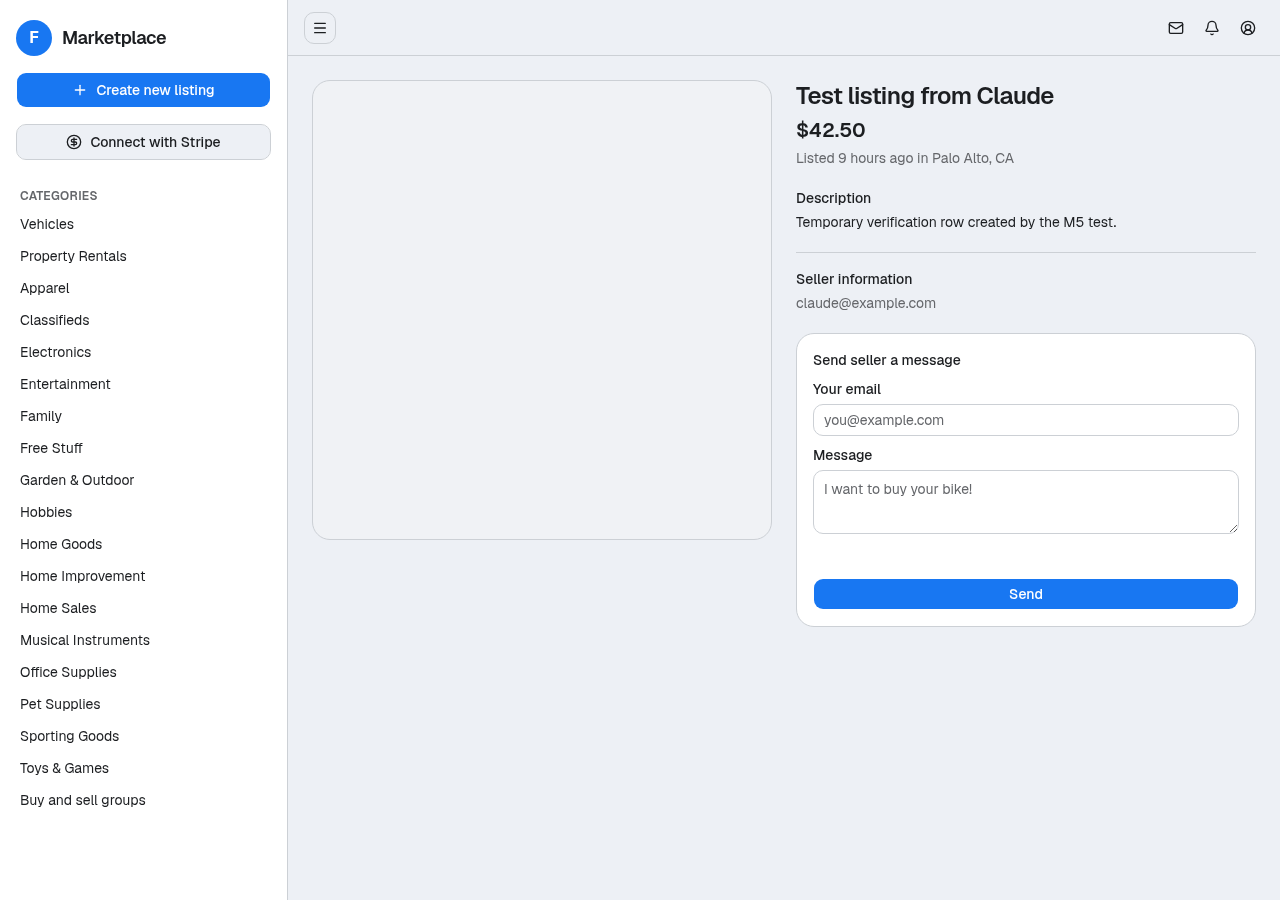 F
Marketplace
Create new listing
Connect with Stripe
CATEGORIES
Vehicles
Property Rentals
Apparel
Classifieds
Electronics
Entertainment
Family
Free Stuff
Garden & Outdoor
Hobbies
Home Goods
Home Improvement
Home Sales
Musical Instruments
Office Supplies
Pet Supplies
Sporting Goods
Toys & Games
Buy and sell groups
Test listing from Claude
$42.50
Listed 9 hours ago in Palo Alto, CA
Description
Temporary verification row created by the M5 test.
Seller information
claude@example.com
Send seller a message
Your email
you@example.com
Message
I want to buy your bike!
Send